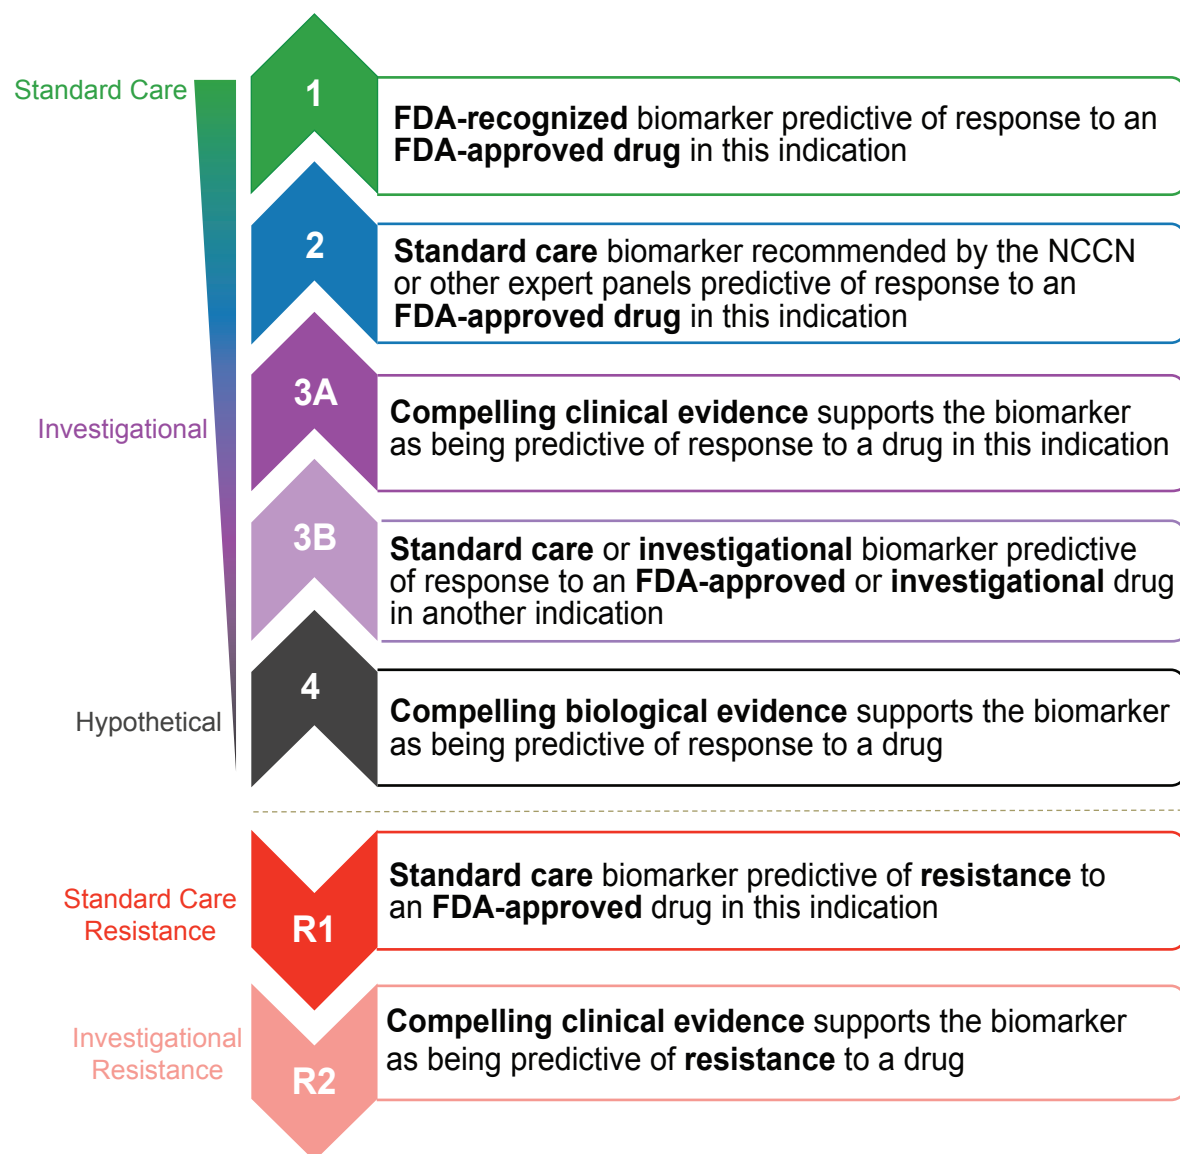 Standard Care
1
FDA-recognized biomarker predictive of response to an
FDA-approved drug in this indication
2
Standard care biomarker recommended by the NCCN
or other expert panels predictive of response to an
FDA-approved drug in this indication
Investigational
3A
Compelling clinical evidence supports the biomarker
as being predictive of response to a drug in this indication
3B
Standard care or investigational biomarker predictive
of response to an FDA-approved or investigational drug
in another indication
Hypothetical
4
Compelling biological evidence supports the biomarker
as being predictive of response to a drug
Standard Care
Resistance
R1
Standard care biomarker predictive of resistance to
an FDA-approved drug in this indication
Investigational
Resistance
R2
Compelling clinical evidence supports the biomarker
as being predictive of resistance to a drug